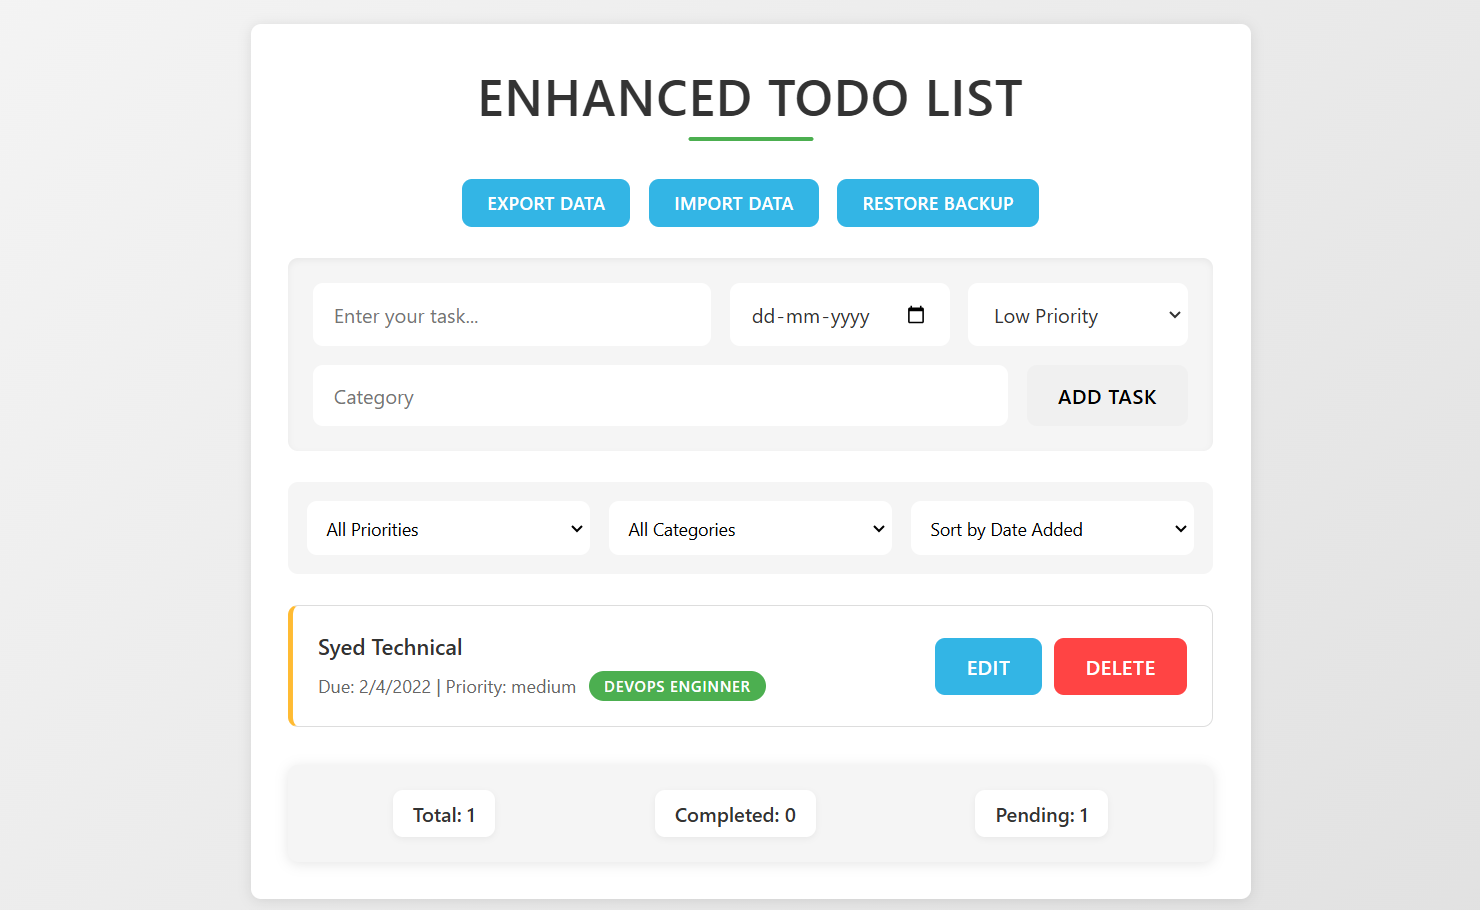 ENHANCED TODO LIST
EXPORT DATA IMPORT DATA RESTORE BACKUP
Enter your task... dd-mm-yyyy Low Priority
Category ADD TASK
All Priorities All Categories Sort by Date Added
Syed Technical
Due: 2/4/2022 | Priority: medium DEVOPS ENGINNER
EDIT DELETE
Total: 1 Completed: 0 Pending: 1